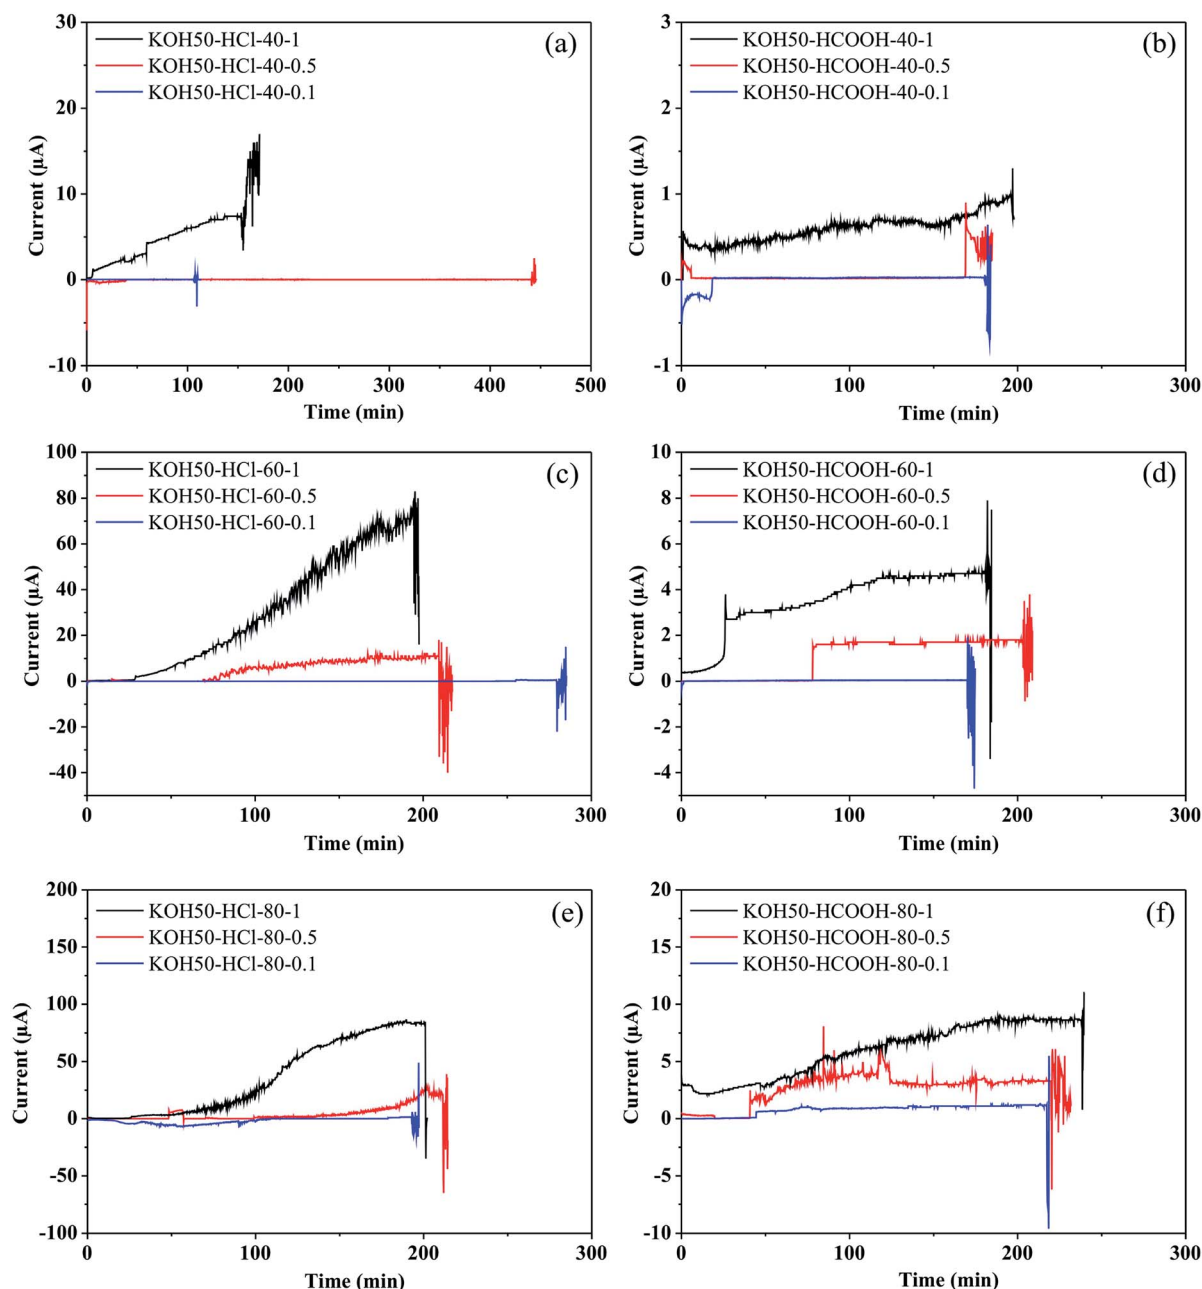 (a)
KOH50-HCl-40-1
KOH50-HCl-40-0.5
KOH50-HCl-40-0.1
30
20
10
0
-10
Current (μA)
0 100 200 300 400 500
Time (min)
(b)
KOH50-HCOOH-40-1
KOH50-HCOOH-40-0.5
KOH50-HCOOH-40-0.1
3
2
1
0
-1
Current (μA)
0 100 200 300
Time (min)
(c)
KOH50-HCl-60-1
KOH50-HCl-60-0.5
KOH50-HCl-60-0.1
100
80
60
40
20
0
-20
-40
Current (μA)
0 100 200 300
Time (min)
(d)
KOH50-HCOOH-60-1
KOH50-HCOOH-60-0.5
KOH50-HCOOH-60-0.1
10
8
6
4
2
0
-2
-4
Current (μA)
0 100 200 300
Time (min)
(e)
KOH50-HCl-80-1
KOH50-HCl-80-0.5
KOH50-HCl-80-0.1
200
150
100
50
0
-50
-100
Current (μA)
0 100 200 300
Time (min)
(f)
KOH50-HCOOH-80-1
KOH50-HCOOH-80-0.5
KOH50-HCOOH-80-0.1
20
15
10
5
0
-5
-10
Current (μA)
0 100 200 300
Time (min)